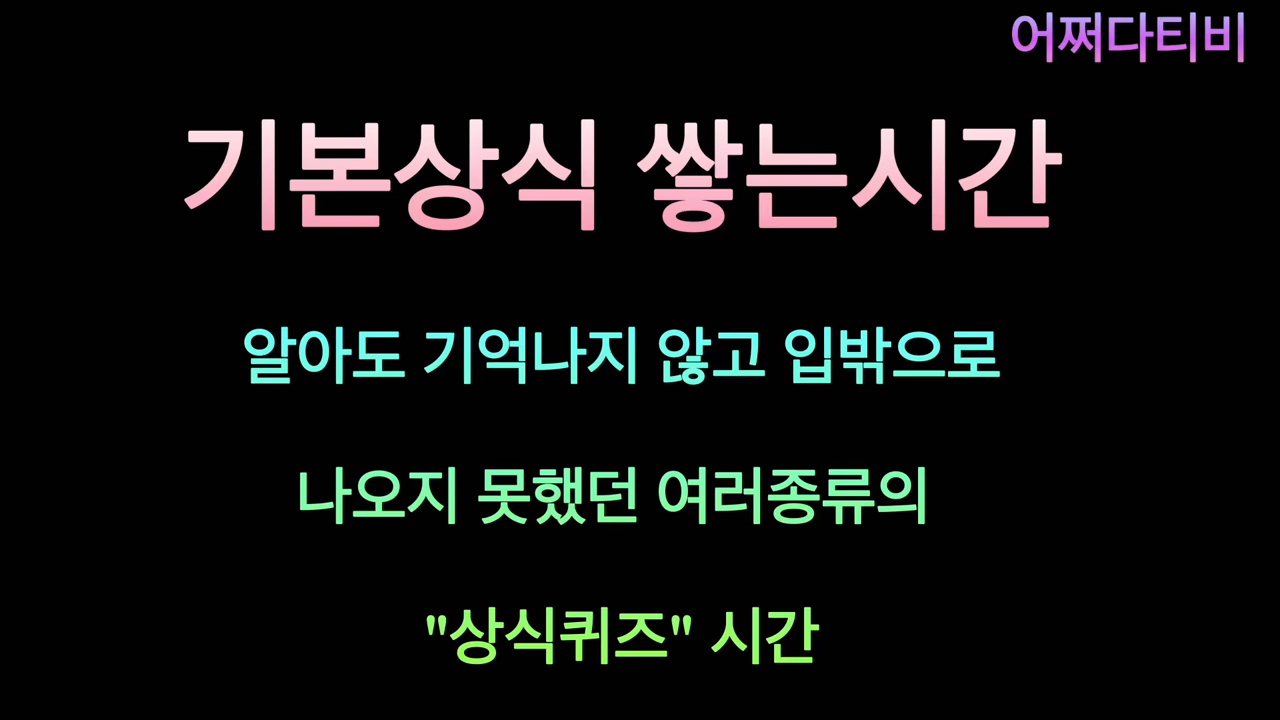 어쩌다티비
기본상식 쌓는시간
알아도 기억나지 않고 입밖으로
나오지 못했던 여러종류의
"상식퀴즈" 시간